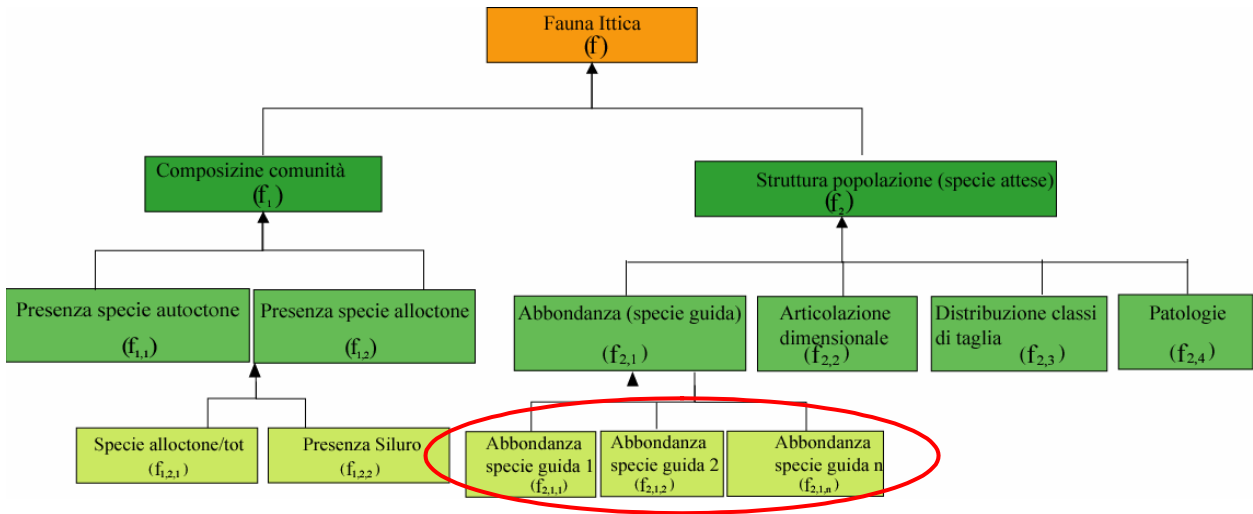 Fauna Ittica
(f)
Composizine comunità
(f₁)
Struttura popolazione (specie attese)
(f₂)
Presenza specie autoctone
(f₁,₁)
Presenza specie alloctone
(f₁,₂)
Abbondanza (specie guida)
(f₂,₁)
Articolazione
dimensionale
(f₂,₂)
Distribuzione classi
di taglia
(f₂,₃)
Patologie
(f₂,₄)
Specie alloctone/tot
(f₁,₂,₁)
Presenza Siluro
(f₁,₂,₂)
Abbondanza
specie guida 1
(f₂,₁,₁)
Abbondanza
specie guida 2
(f₂,₁,₂)
Abbondanza
specie guida n
(f₂,₁,ₙ)